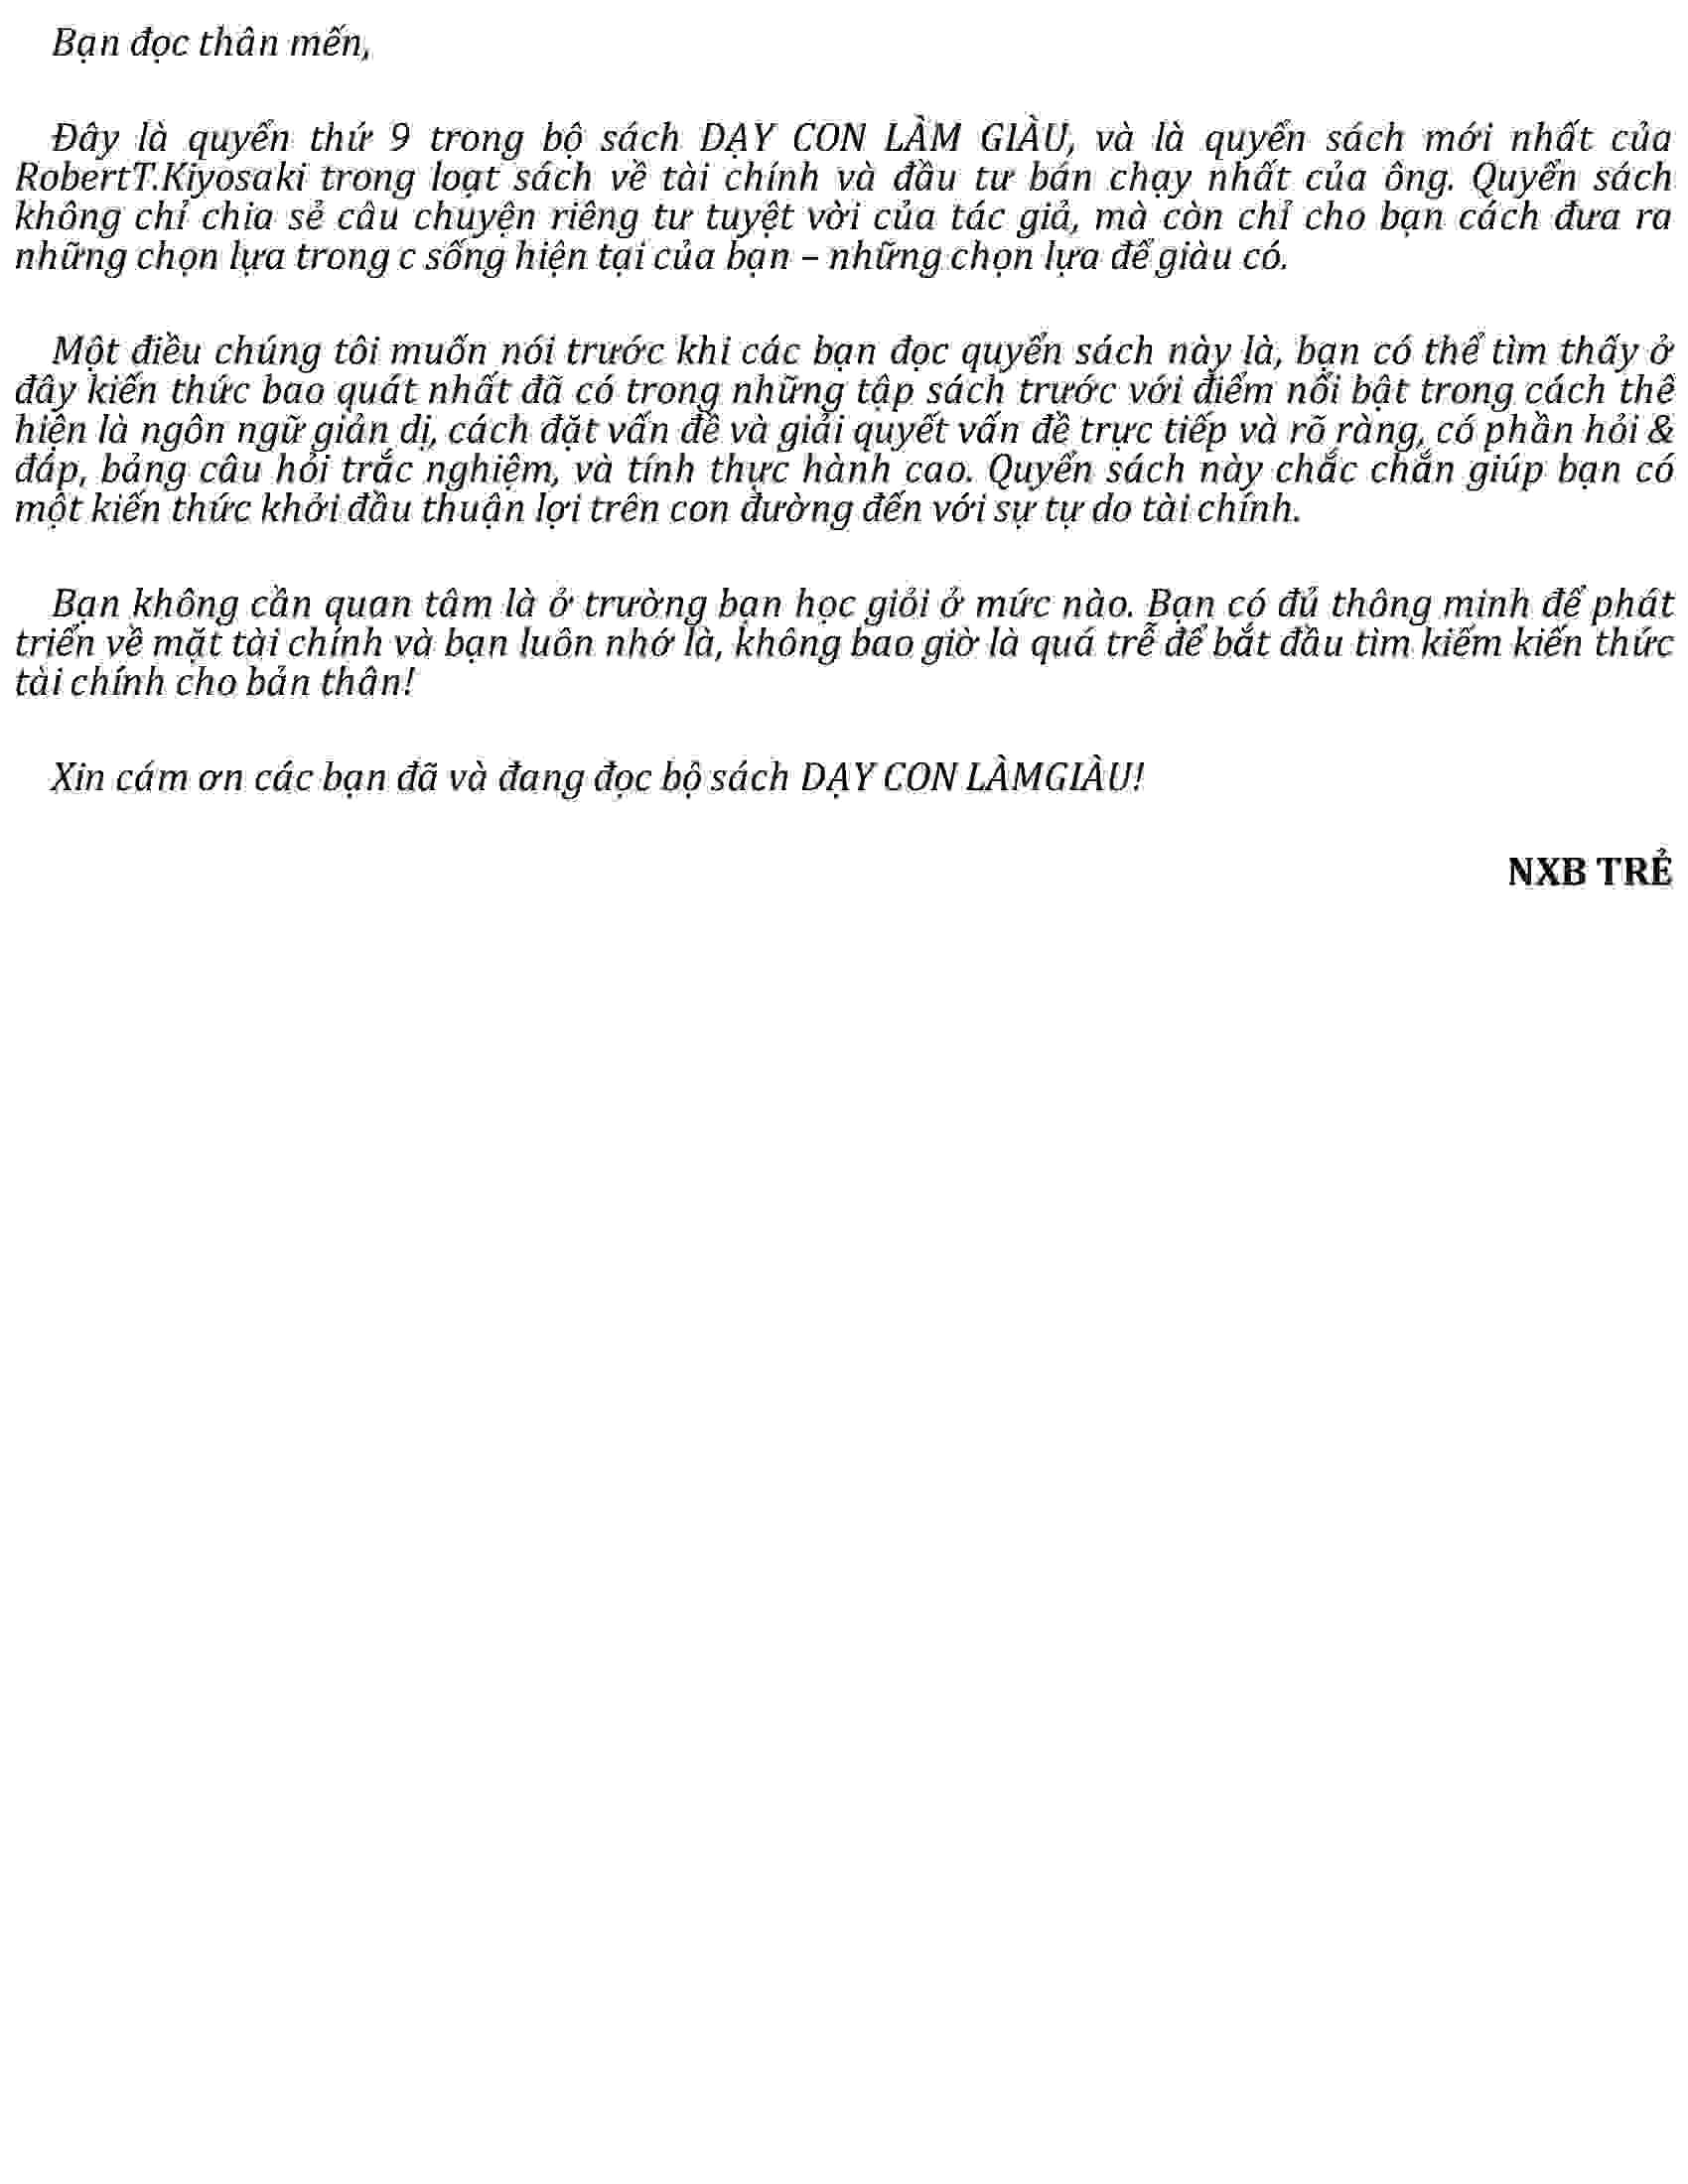 Bạn đọc thân mến,
Đây là quyển thứ 9 trong bộ sách DẠY CON LÀM GIÀU, và là quyển sách mới nhất của
RobertT.Kiyosaki trong loạt sách về tài chính và đầu tư bán chạy nhất của ông. Quyển sách
không chỉ chia sẻ câu chuyện riêng tư tuyệt vời của tác giả, mà còn chỉ cho bạn cách đưa ra
những chọn lựa trong c sống hiện tại của bạn – những chọn lựa để giàu có.
Một điều chúng tôi muốn nói trước khi các bạn đọc quyển sách này là, bạn có thể tìm thấy ở
đây kiến thức bao quát nhất đã có trong những tập sách trước với điểm nổi bật trong cách thể
hiện là ngôn ngữ giản dị, cách đặt vấn đề và giải quyết vấn đề trực tiếp và rõ ràng, có phần hỏi &
đáp, bảng câu hỏi trắc nghiệm, và tính thực hành cao. Quyển sách này chắc chắn giúp bạn có
một kiến thức khởi đầu thuận lợi trên con đường đến với sự tự do tài chính.
Bạn không cần quan tâm là ở trường bạn học giỏi ở mức nào. Bạn có đủ thông minh để phát
triển về mặt tài chính và bạn luôn nhớ là, không bao giờ là quá trễ để bắt đầu tìm kiếm kiến thức
tài chính cho bản thân!
Xin cám ơn các bạn đã và đang đọc bộ sách DẠY CON LÀMGIÀU!
NXB TRẺ